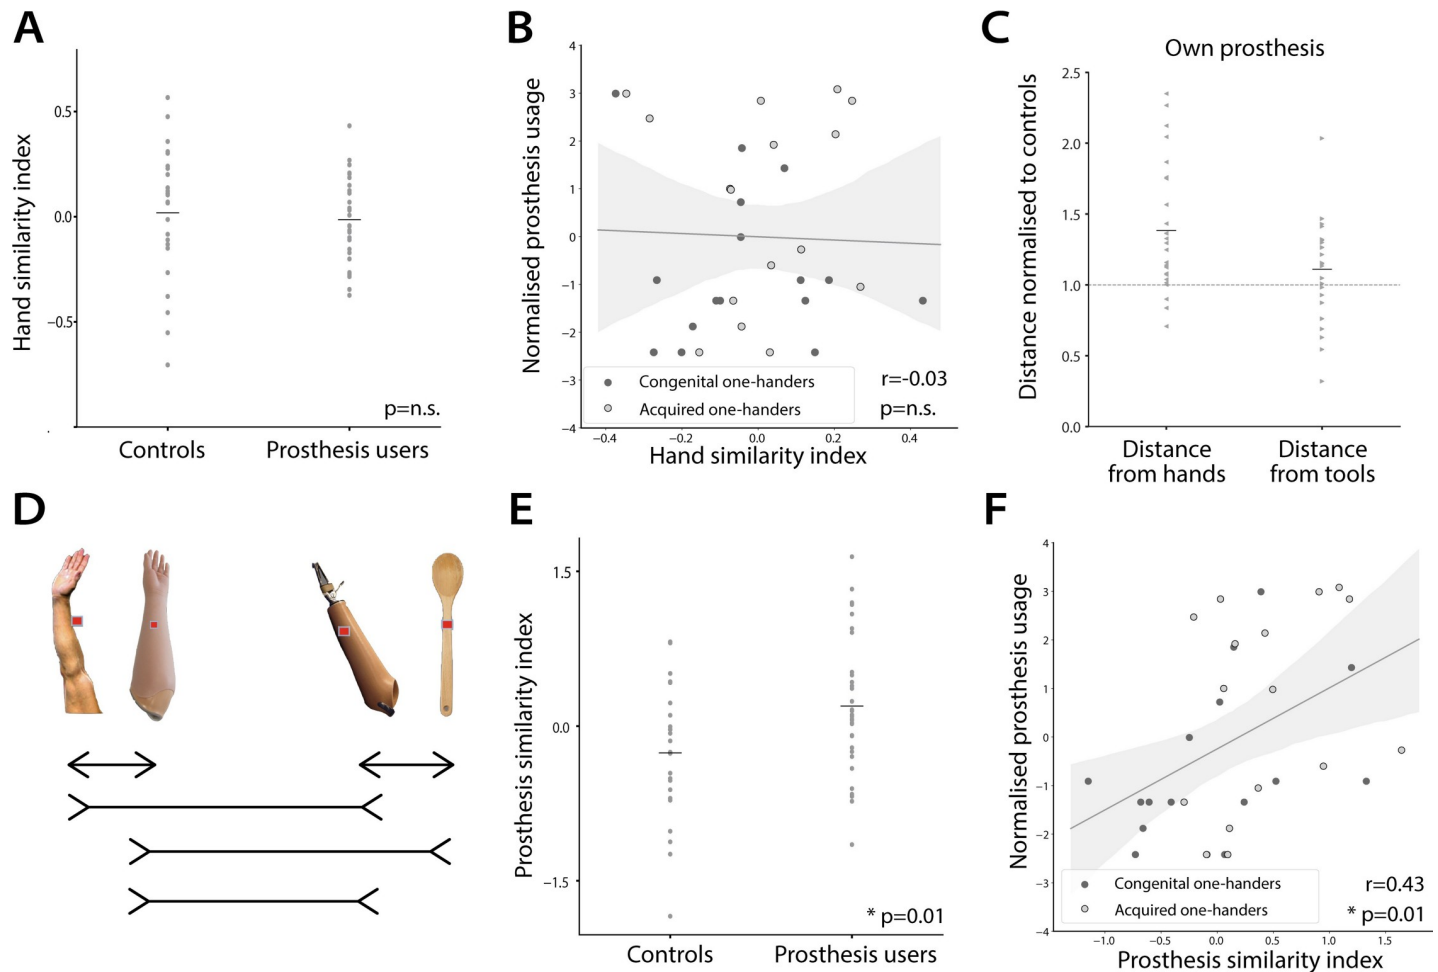 A
Hand similarity index
0.5
0.0
−0.5
Controls
Prosthesis users
p=n.s.
B
Normalised prosthesis usage
4
3
2
1
0
−1
−2
−3
−4
Congenital one-handers
Acquired one-handers
r=-0.03
p=n.s.
−0.4
−0.2
0.0
0.2
0.4
Hand similarity index
C
Own prosthesis
Distance normalised to controls
2.5
2.0
1.5
1.0
0.5
0.0
Distance
from hands
Distance
from tools
D
E
Prosthesis similarity index
1.5
0.0
−1.5
* p=0.01
Controls
Prosthesis users
F
Normalised prosthesis usage
4
3
2
1
0
−1
−2
−3
−4
Congenital one-handers
Acquired one-handers
r=0.43
* p=0.01
−1.0
−0.5
0.0
0.5
1.0
1.5
Prosthesis similarity index